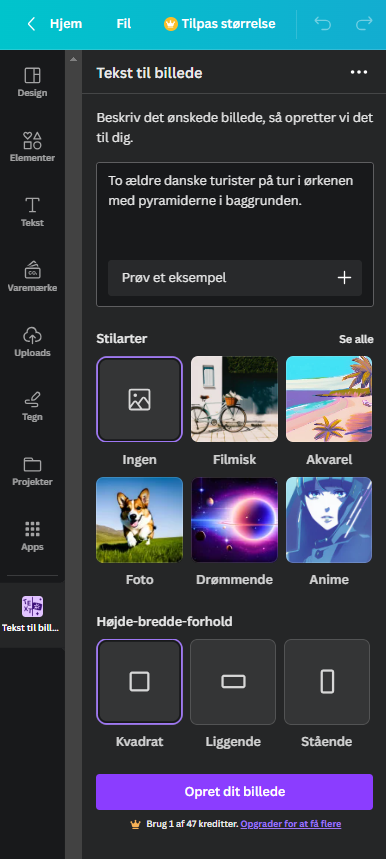 Hjem
Fil
Tilpas størrelse
Design
Elementer
Tekst
CO.
Varemærke
Uploads
Tegn
Projekter
Apps
Tekst til bill...
Tekst til billede
Beskriv det ønskede billede, så opretter vi det
til dig.
To ældre danske turister på tur i ørkenen
med pyramiderne i baggrunden.
Prøv et eksempel
Stilarter
Se alle
Ingen
Filmisk
Akvarel
Foto
Drømmende
Anime
Højde-bredde-forhold
Kvadrat
Liggende
Stående
Opret dit billede
Brug 1 af 47 kreditter. Opgrader for at få flere